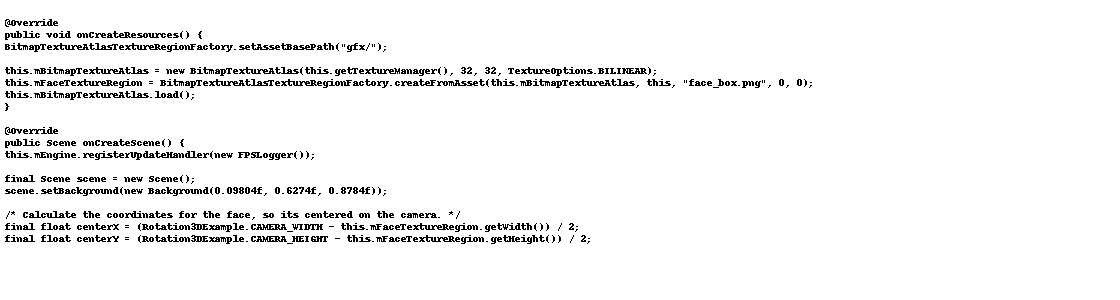 @Override
public void onCreateResources() {
BitmapTextureAtlasTextureRegionFactory.setAssetBasePath("gfx/");
this.mBitmapTextureAtlas = new BitmapTextureAtlas(this.getTextureManager(), 32, 32, TextureOptions.BILINEAR);
this.mFaceTextureRegion = BitmapTextureAtlasTextureRegionFactory.createFromAsset(this.mBitmapTextureAtlas, this, "face_box.png", 0, 0);
this.mBitmapTextureAtlas.load();
}
@Override
public Scene onCreateScene() {
this.mEngine.registerUpdateHandler(new FPSLogger());
final Scene scene = new Scene();
scene.setBackground(new Background(0.09804f, 0.6274f, 0.8784f));
/* Calculate the coordinates for the face, so its centered on the camera. */
final float centerX = (Rotation3DExample.CAMERA_WIDTH - this.mFaceTextureRegion.getWidth()) / 2;
final float centerY = (Rotation3DExample.CAMERA_HEIGHT - this.mFaceTextureRegion.getHeight()) / 2;